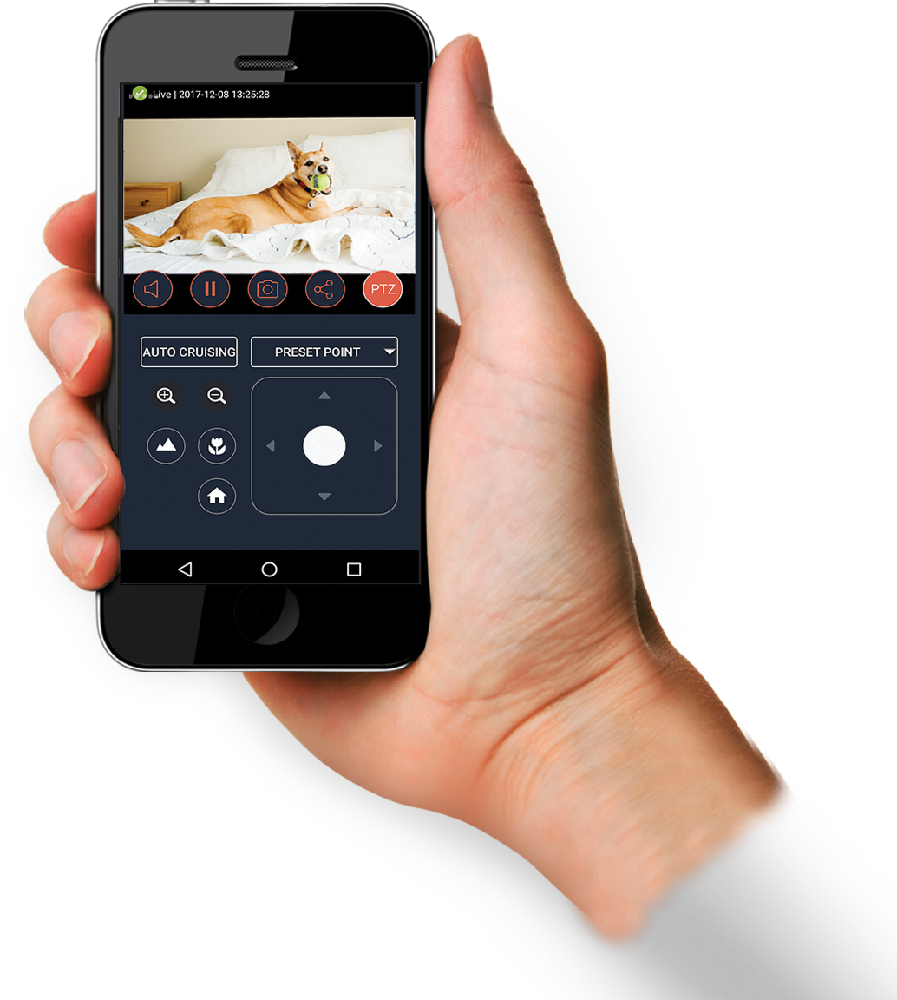 Live | 2017-12-08 13:25:28
PTZ
AUTO CRUISING
PRESET POINT